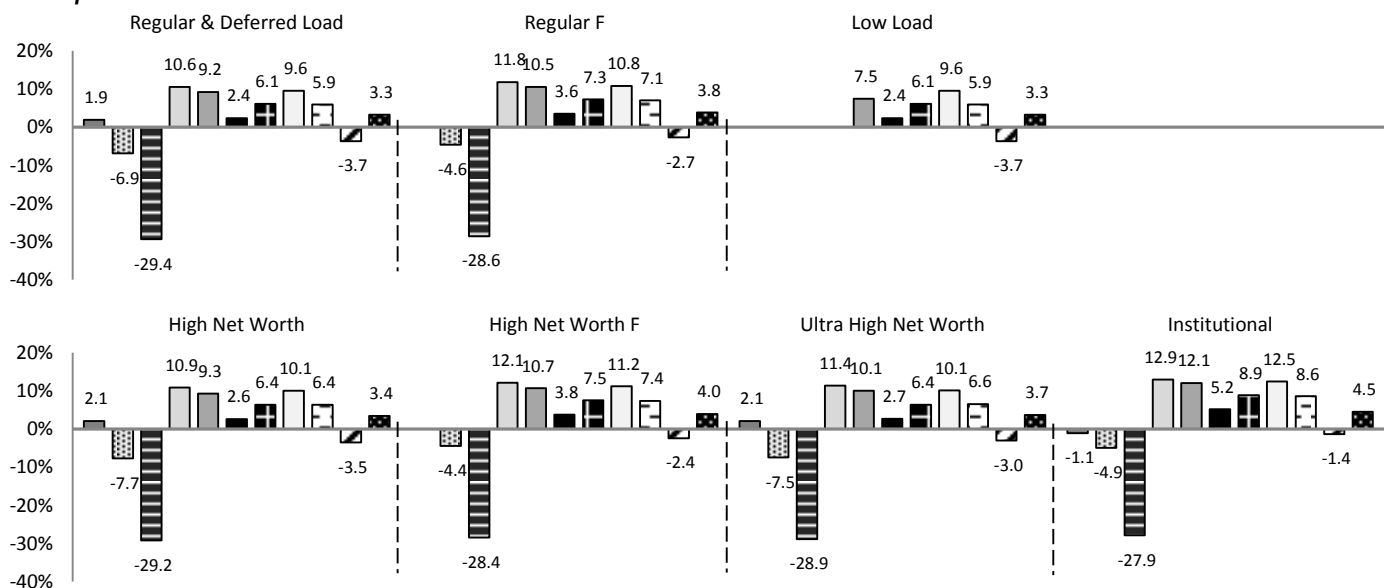 Regular & Deferred Load Regular F Low Load
20%
10.6 9.2 2.4 6.1 9.6 5.9 3.3 11.8 10.5 3.6 7.3 10.8 7.1 3.8 7.5 2.4 6.1 9.6 5.9 3.3
10%
1.9
0%
-6.9 -3.7 -4.6 -2.7 -3.7
-10%
-20%
-30%
-29.4 -28.6
-40%
High Net Worth High Net Worth F Ultra High Net Worth Institutional
20%
2.1 10.9 9.3 2.6 6.4 10.1 6.4 3.4 12.1 10.7 3.8 7.5 11.2 7.4 4.0 2.1 11.4 10.1 2.7 6.4 10.1 6.6 3.7 12.9 12.1 5.2 8.9 12.5 8.6 4.5
10%
0%
-7.7 -3.5 -4.4 -2.4 -7.5 -3.0 -1.1 -4.9 -1.4
-10%
-20%
-30%
-29.2 -28.4 -28.9 -27.9
-40%